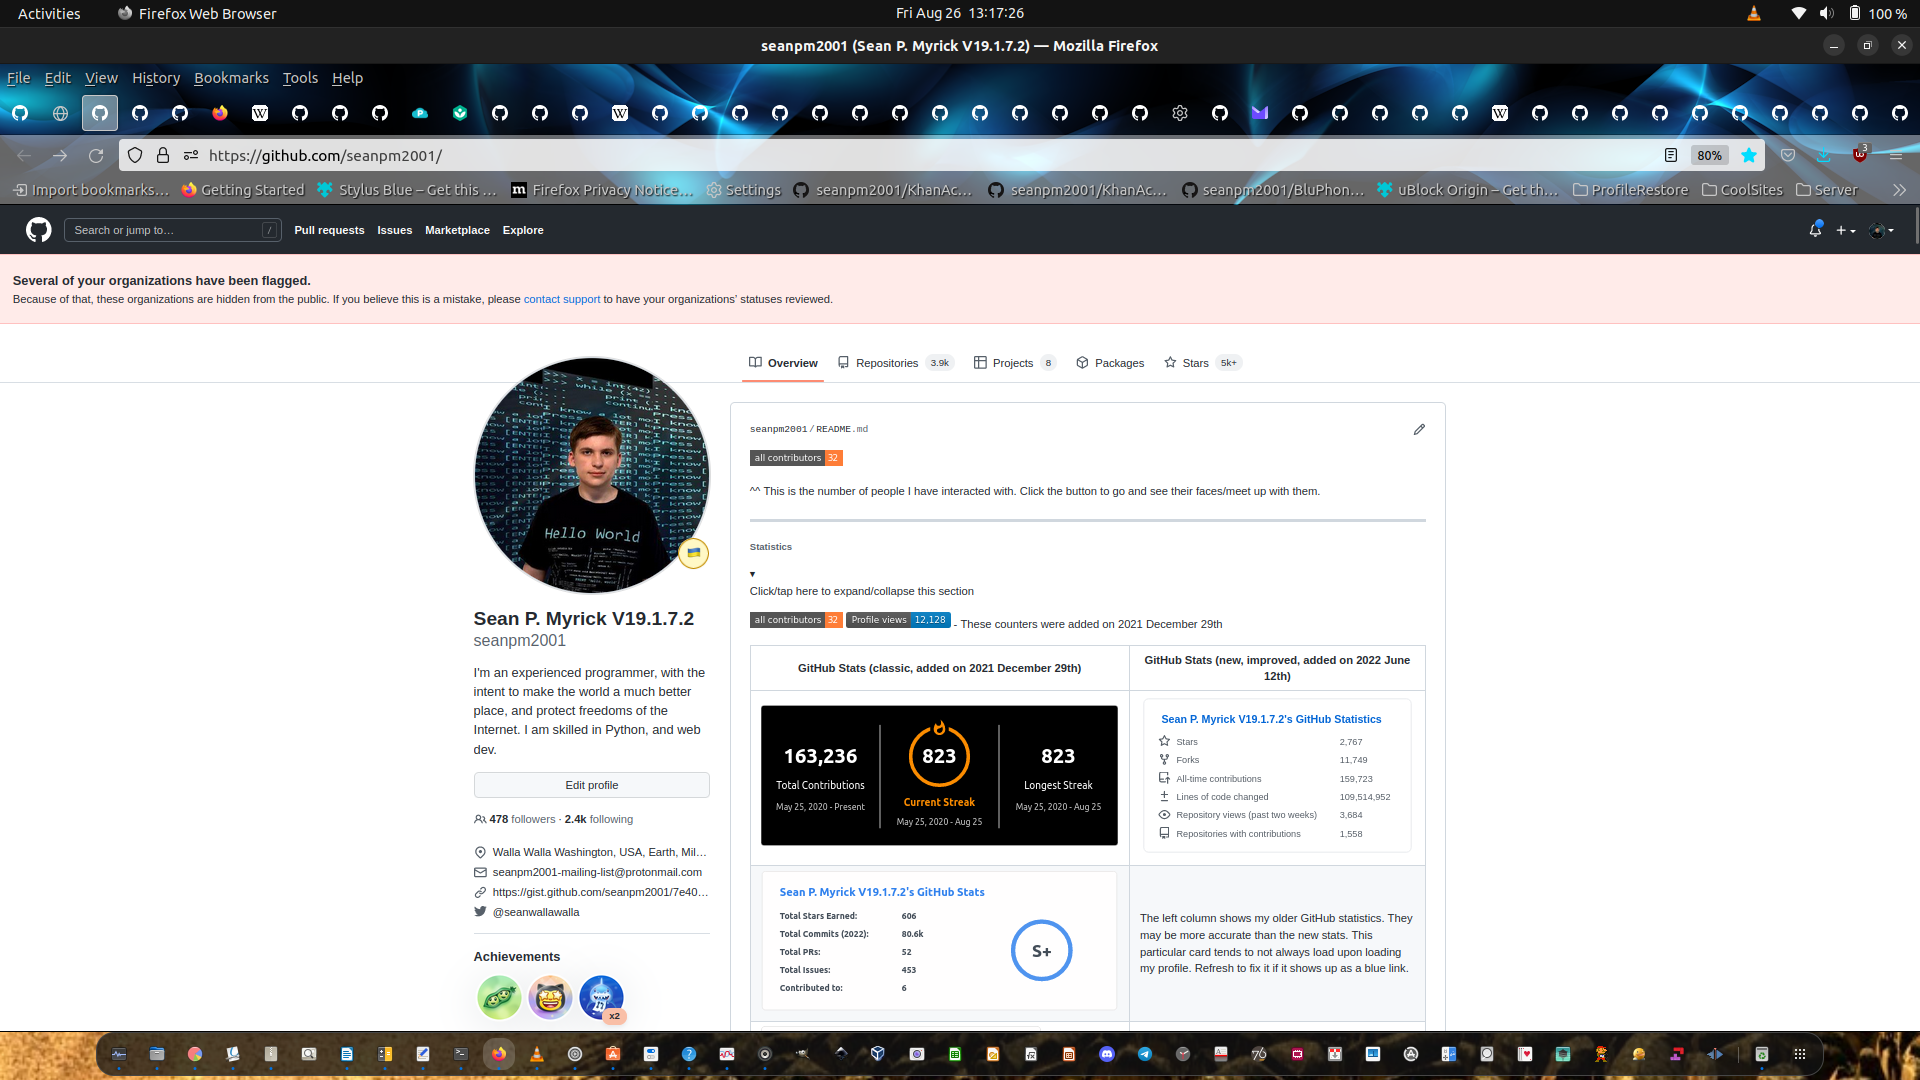 Activities
Firefox Web Browser
Fri Aug 26 13:17:26
100 %
seanpm2001 (Sean P. Myrick V19.1.7.2) — Mozilla Firefox
File Edit View History Bookmarks Tools Help
https://github.com/seanpm2001/
80%
3
Import bookmarks…
Getting Started
Stylus Blue – Get this …
Firefox Privacy Notice…
Settings
seanpm2001/KhanAc…
seanpm2001/KhanAc…
seanpm2001/BluPhon…
uBlock Origin – Get th…
ProfileRestore
CoolSites
Server
Search or jump to…
/
Pull requests Issues Marketplace Explore
Several of your organizations have been flagged.
Because of that, these organizations are hidden from the public. If you believe this is a mistake, please contact support to have your organizations’ statuses reviewed.
Overview
Repositories 3.9k
Projects 8
Packages
Stars 5k+
Hello World
Sean P. Myrick V19.1.7.2
seanpm2001
I'm an experienced programmer, with the
intent to make the world a much better
place, and protect freedoms of the
Internet. I am skilled in Python, and web
dev.
Edit profile
478 followers · 2.4k following
Walla Walla Washington, USA, Earth, Mil…
seanpm2001-mailing-list@protonmail.com
https://gist.github.com/seanpm2001/7e40…
@seanwallawalla
Achievements
x2
seanpm2001/README.md
all contributors 32
^^ This is the number of people I have interacted with. Click the button to go and see their faces/meet up with them.
Statistics
Click/tap here to expand/collapse this section
all contributors 32 Profile views 12,128 - These counters were added on 2021 December 29th
GitHub Stats (classic, added on 2021 December 29th)
GitHub Stats (new, improved, added on 2022 June
12th)
163,236
Total Contributions
May 25, 2020 - Present
823
Current Streak
May 25, 2020 - Aug 25
823
Longest Streak
May 25, 2020 - Aug 25
Sean P. Myrick V19.1.7.2's GitHub Statistics
Stars 2,767
Forks 11,749
All-time contributions 159,723
Lines of code changed 109,514,952
Repository views (past two weeks) 3,684
Repositories with contributions 1,558
Sean P. Myrick V19.1.7.2's GitHub Stats
Total Stars Earned: 606
Total Commits (2022): 80.6k
Total PRs: 52
Total Issues: 453
Contributed to: 6
S+
The left column shows my older GitHub statistics. They
may be more accurate than the new stats. This
particular card tends to not always load upon loading
my profile. Refresh to fix it if it shows up as a blue link.